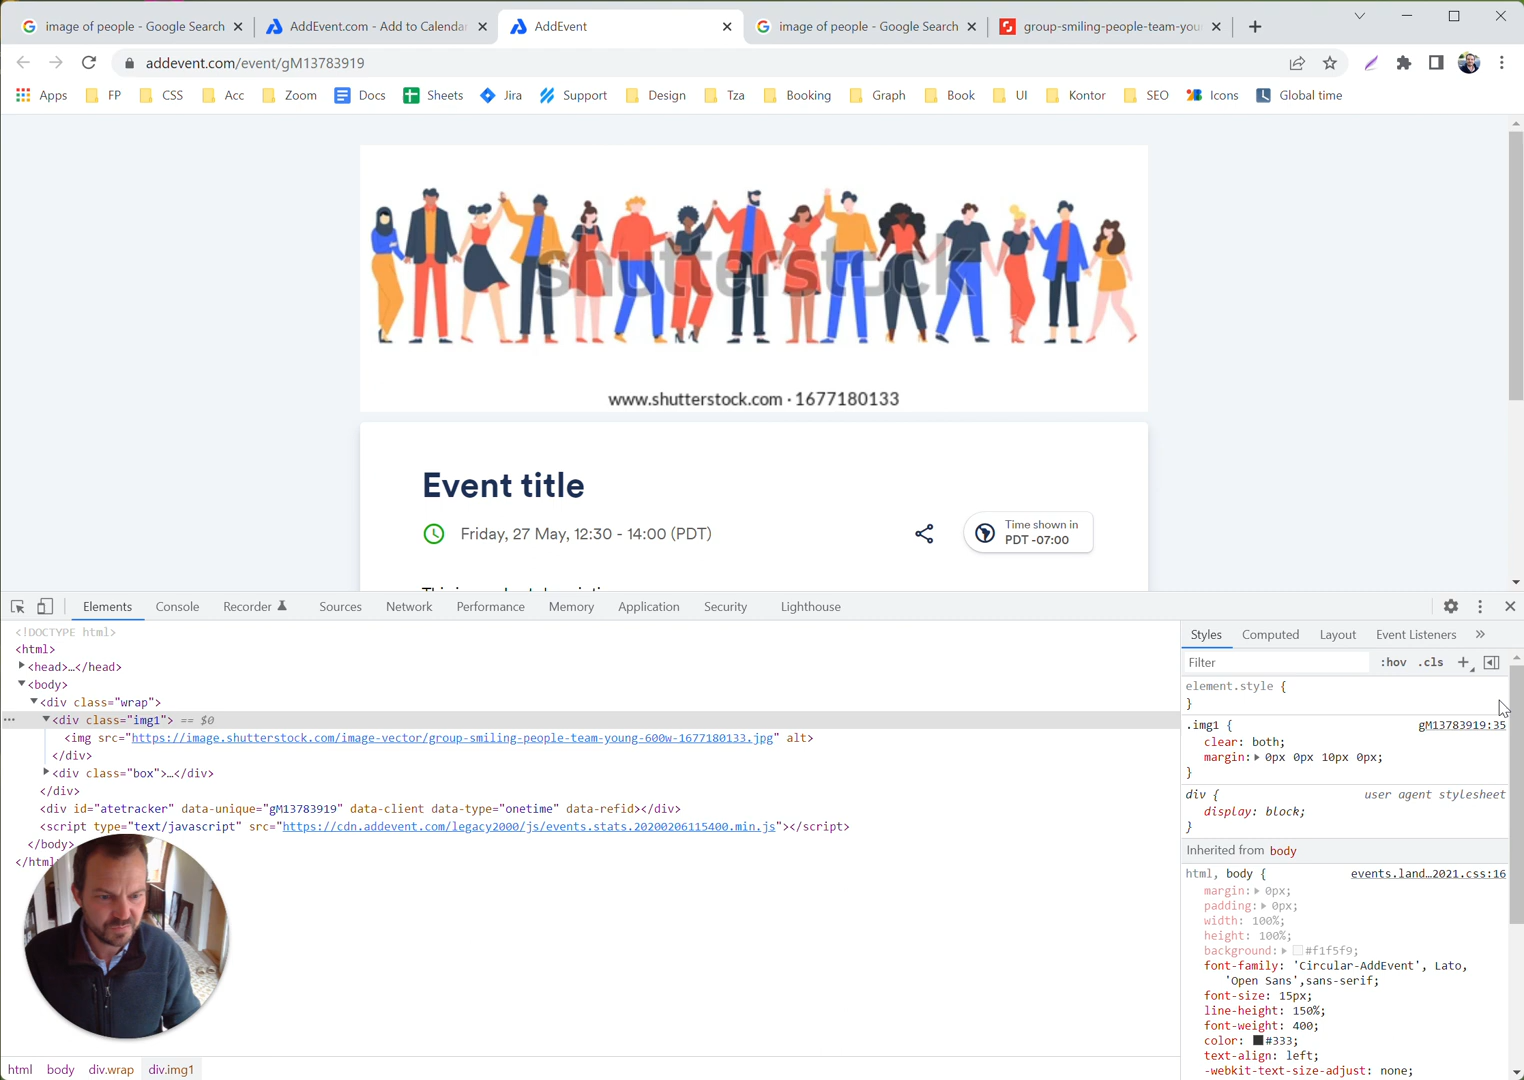 image of people - Google Search
AddEvent.com - Add to Calendar
AddEvent
image of people - Google Search
group-smiling-people-team-you
addevent.com/event/gM13783919
Apps
FP
CSS
Acc
Zoom
Docs
Sheets
Jira
Support
Design
Tza
Booking
Graph
Book
UI
Kontor
SEO
Icons
Global time
shutterstock
www.shutterstock.com · 1677180133
Event title
Friday, 27 May, 12:30 - 14:00 (PDT)
Time shown in
PDT -07:00
Elements
Console
Recorder
Sources
Network
Performance
Memory
Application
Security
Lighthouse
<!DOCTYPE html>
<html>
<head>…</head>
<body>
<div class="wrap">
<div class="img1"> == $0
<img src="https://image.shutterstock.com/image-vector/group-smiling-people-team-young-600w-1677180133.jpg" alt>
</div>
<div class="box">…</div>
</div>
<div id="atetracker" data-unique="gM13783919" data-client data-type="onetime" data-refid></div>
<script type="text/javascript" src="https://cdn.addevent.com/legacy2000/js/events.stats.20200206115400.min.js"></script>
</body>
</html
html
body
div.wrap
div.img1
Styles
Computed
Layout
Event Listeners
Filter
:hov
.cls
element.style {
}
.img1 {
gM13783919:35
clear: both;
margin: 0px 0px 10px 0px;
}
div {
user agent stylesheet
display: block;
}
Inherited from body
html, body {
events.land…2021.css:16
margin: 0px;
padding: 0px;
width: 100%;
height: 100%;
background: #f1f5f9;
font-family: 'Circular-AddEvent', Lato,
'Open Sans',sans-serif;
font-size: 15px;
line-height: 150%;
font-weight: 400;
color: #333;
text-align: left;
-webkit-text-size-adjust: none;